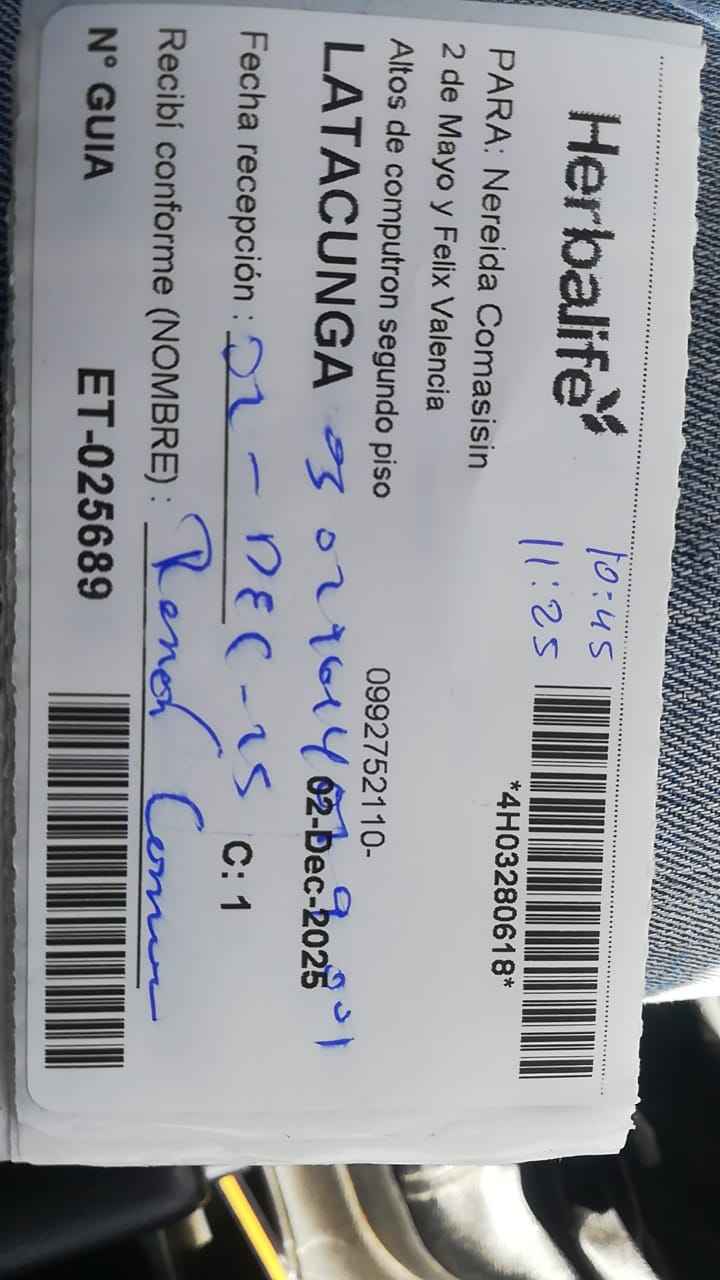 Herbalife
10:45
11:25
PARA: Nereida Comasisin
2 de Mayo y Felix Valencia
*4H03280618*
Altos de computron segundo piso
0992752110-
LATACUNGA
02-Dec-2025
Fecha recepción : 02-DEC-25 C: 1
Recibí conforme (NOMBRE) :
N° GUIA ET-025689